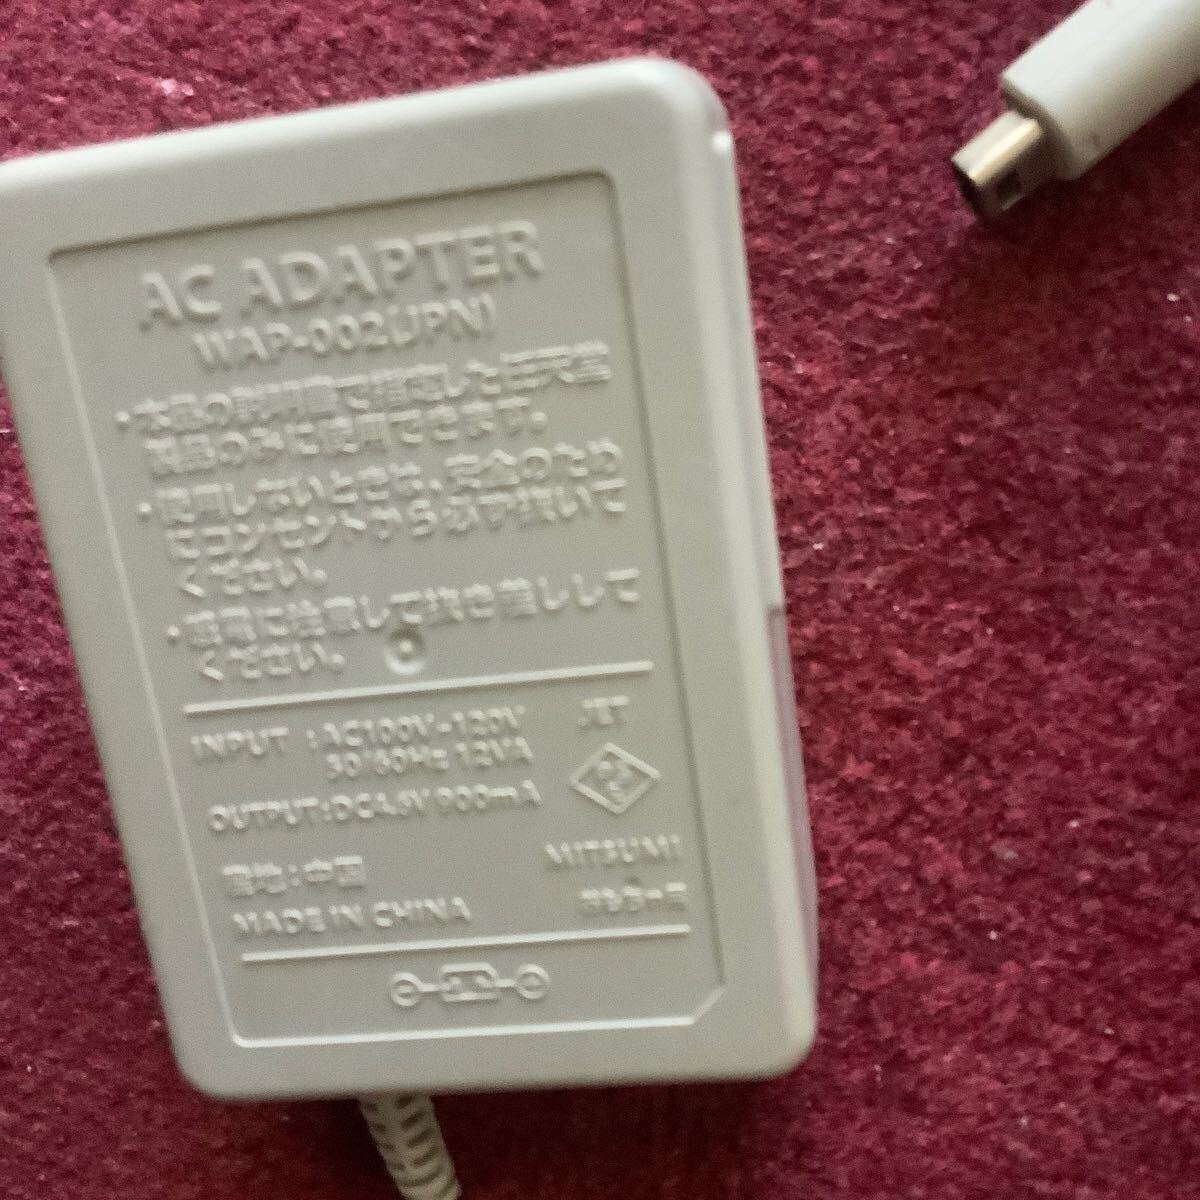 AC ADAPTER
WAP-002(JPN)
・本品の説明書で指定した任天堂
製品のみに使用できます。
・使用しないときは、安全のため
にコンセントから必ず抜いて
ください。
・感電に注意して抜き差しして
ください。
INPUT :AC100V-120V
50/60Hz 12VA
JET
OUTPUT:DC4.6V 900mA
PS
E
MITSUMI
産地:中国
MADE IN CHINA